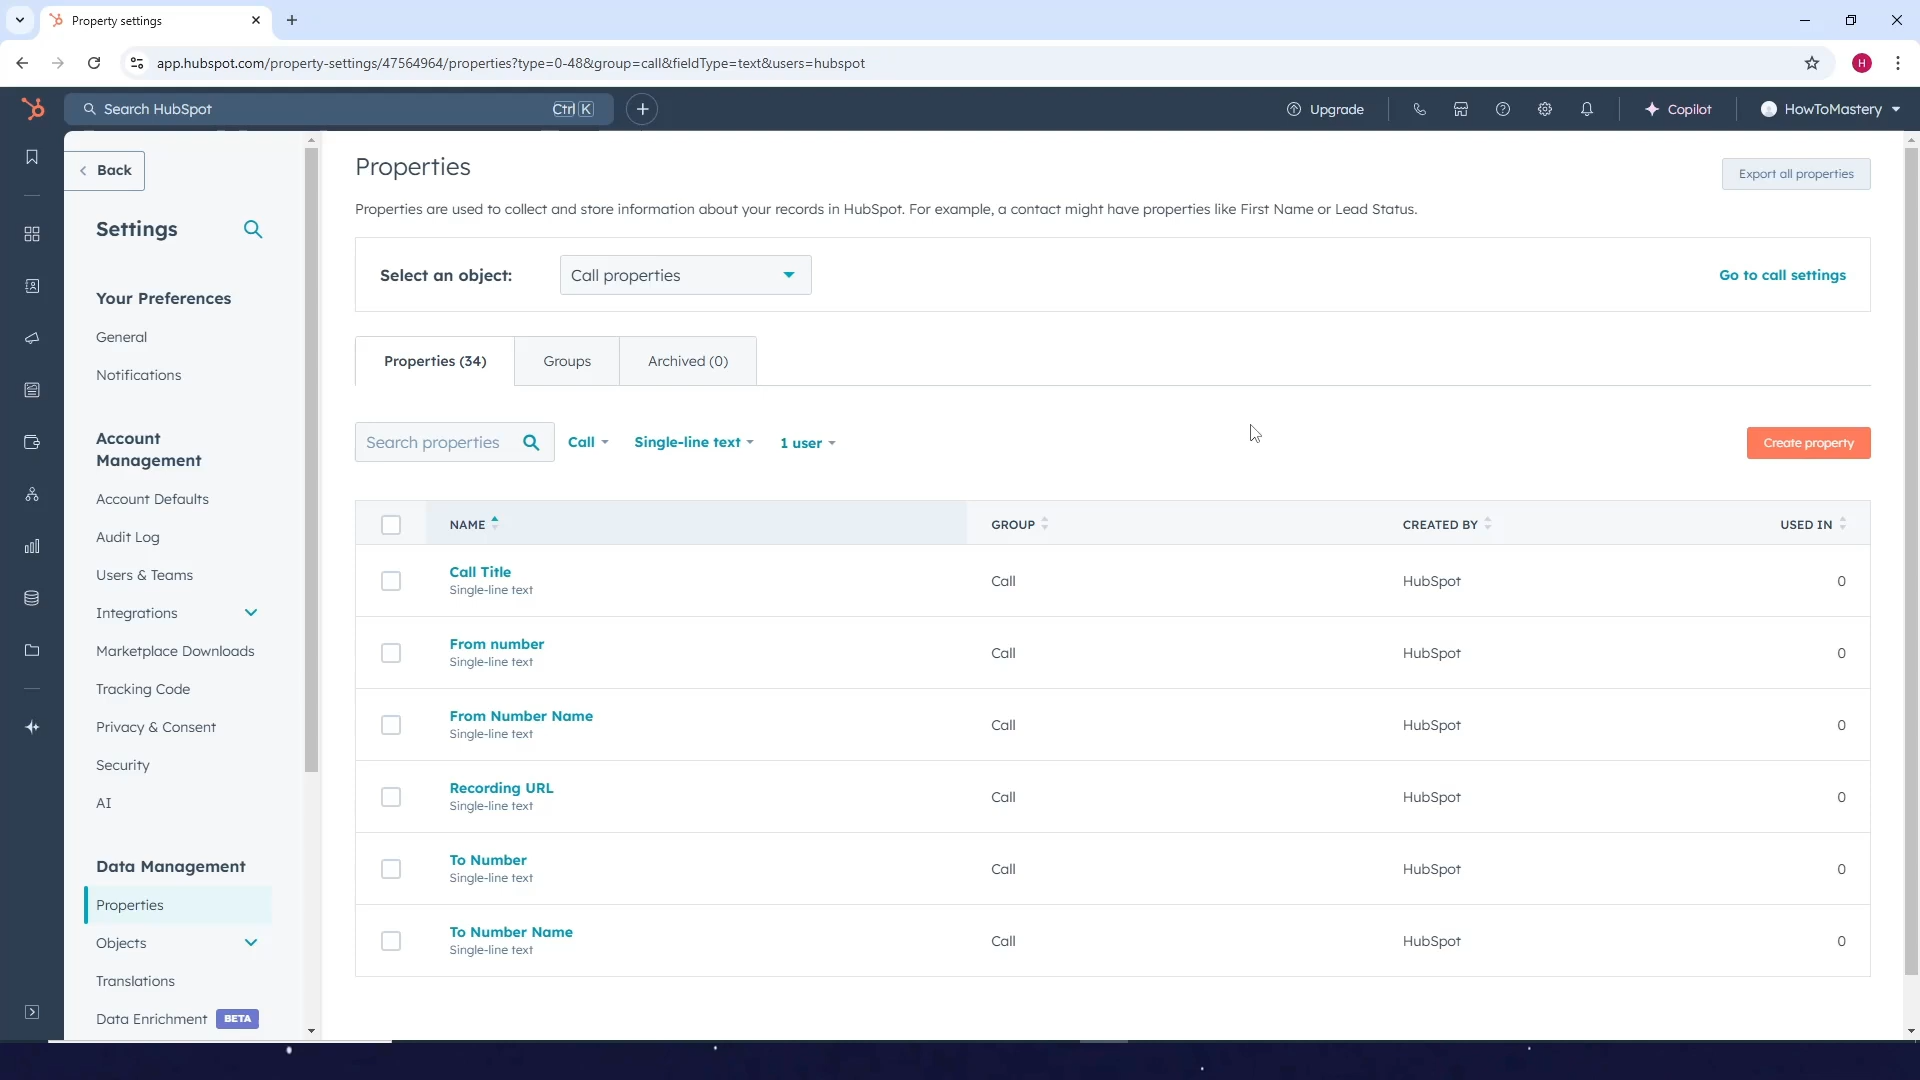 Property settings
app.hubspot.com/property-settings/47564964/properties?type=0-48&group=call&fieldType=text&users=hubspot
H
Search HubSpot
Ctrl K
Upgrade
Copilot
HowToMastery
Back
Settings
Your Preferences
General
Notifications
Account
Management
Account Defaults
Audit Log
Users & Teams
Integrations
Marketplace Downloads
Tracking Code
Privacy & Consent
Security
AI
Data Management
Properties
Objects
Translations
Data Enrichment BETA
Properties
Export all properties
Properties are used to collect and store information about your records in HubSpot. For example, a contact might have properties like First Name or Lead Status.
Select an object: Call properties Go to call settings
Properties (34) Groups Archived (0)
Search properties Call Single-line text 1 user Create property
NAME GROUP CREATED BY USED IN
Call Title
Single-line text
Call HubSpot 0
From number
Single-line text
Call HubSpot 0
From Number Name
Single-line text
Call HubSpot 0
Recording URL
Single-line text
Call HubSpot 0
To Number
Single-line text
Call HubSpot 0
To Number Name
Single-line text
Call HubSpot 0